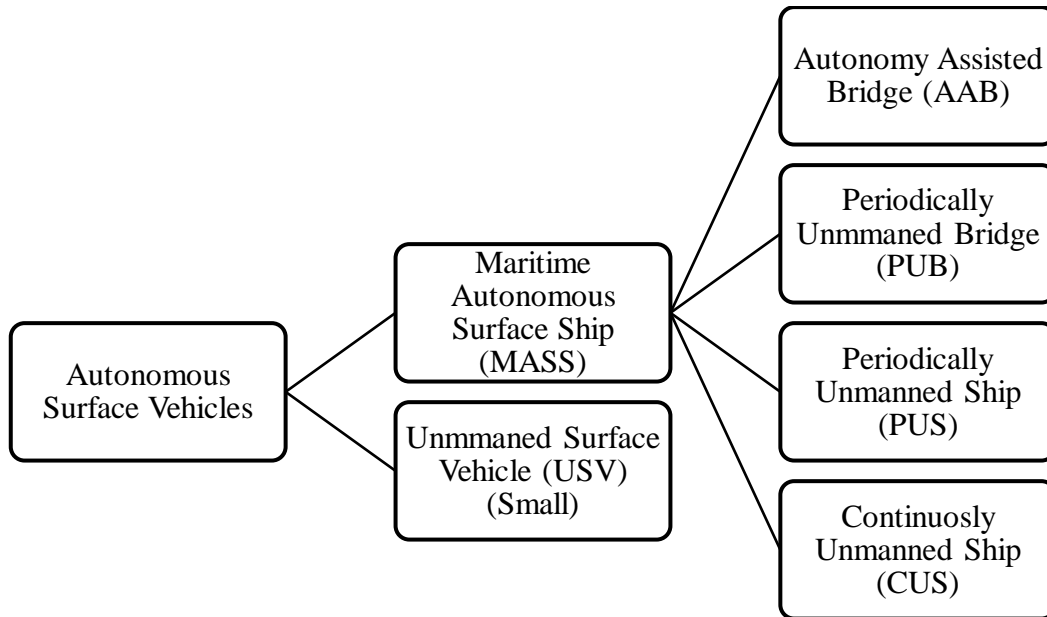 Autonomous
Surface Vehicles
Maritime
Autonomous
Surface Ship
(MASS)
Unmmaned Surface
Vehicle (USV)
(Small)
Autonomy Assisted
Bridge (AAB)
Periodically
Unmmaned Bridge
(PUB)
Periodically
Unmanned Ship
(PUS)
Continuosly
Unmanned Ship
(CUS)